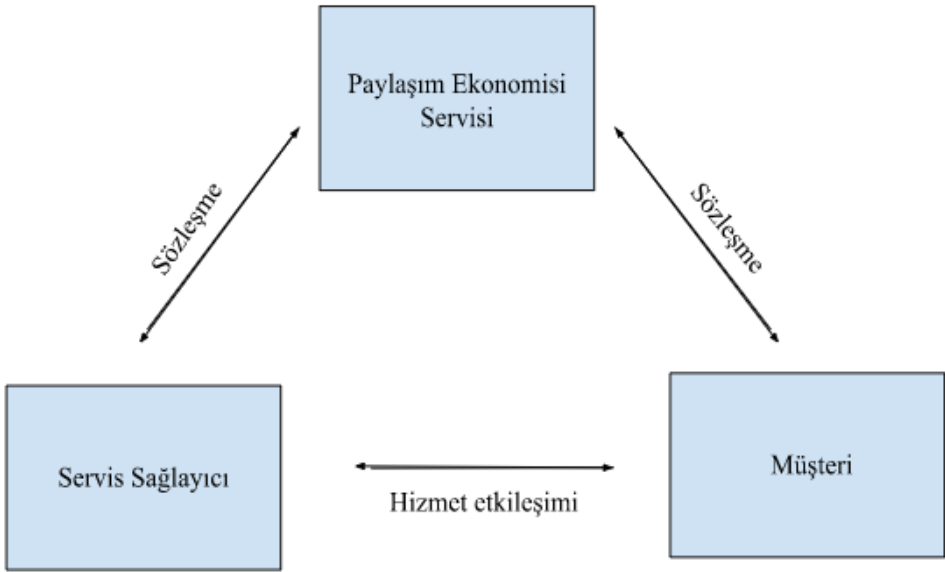 Paylaşım Ekonomisi
Servisi
Sözleşme
Sözleşme
Servis Sağlayıcı
Hizmet etkileşimi
Müşteri